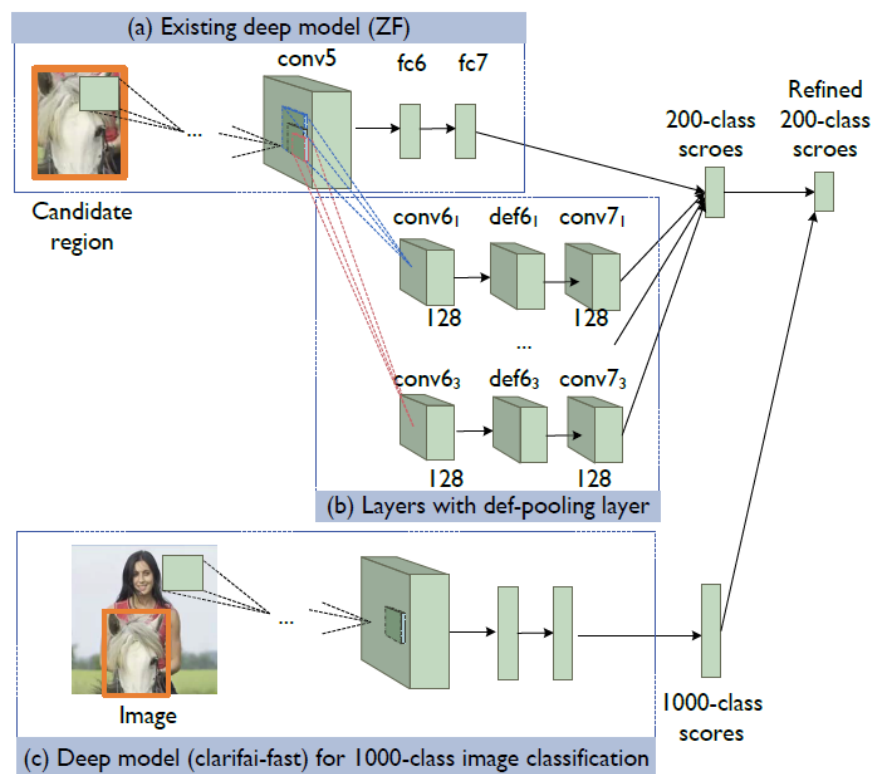 (a) Existing deep model (ZF)
conv5
fc6
fc7
...
Candidate
region
200-class
scroes
Refined
200-class
scroes
conv6₁
def6₁
conv7₁
128
128
...
conv6₃
def6₃
conv7₃
128
128
(b) Layers with def-pooling layer
...
Image
1000-class
scores
(c) Deep model (clarifai-fast) for 1000-class image classification